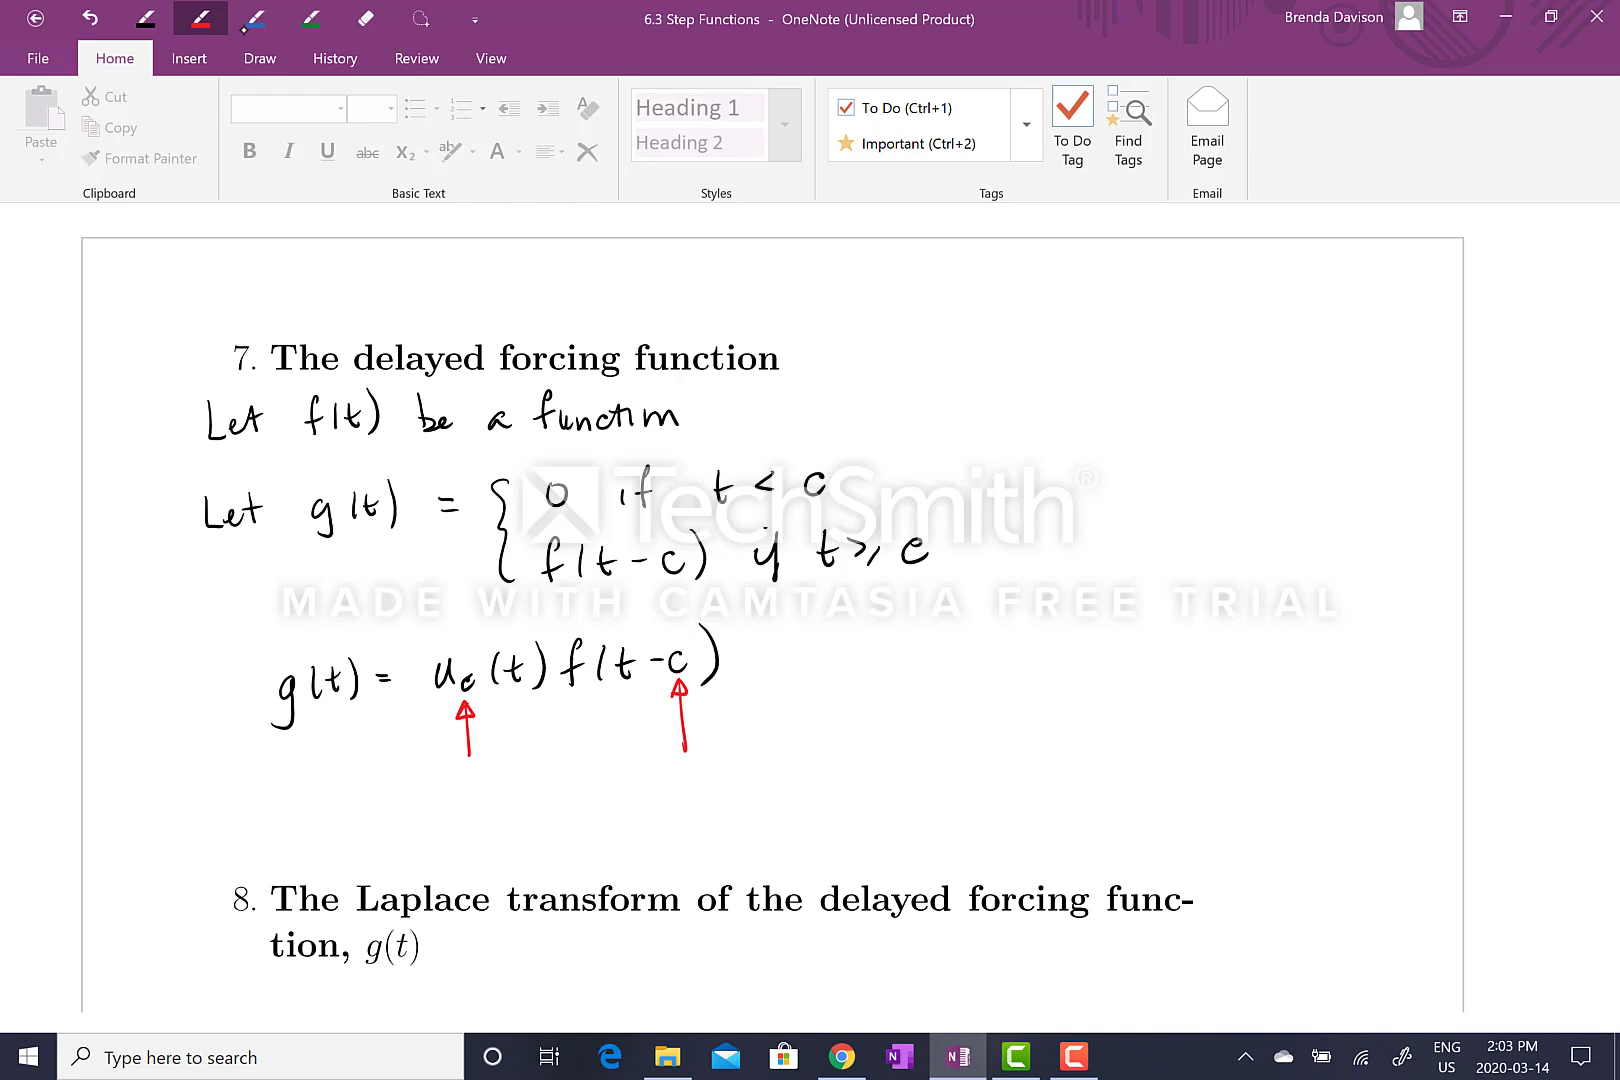 6.3 Step Functions - OneNote (Unlicensed Product)
Brenda Davison
File Home Insert Draw History Review View
Paste
Cut
Copy
Format Painter
Clipboard
B I U abc X₂ ab A
Basic Text
Heading 1
Heading 2
Styles
To Do (Ctrl+1)
Important (Ctrl+2)
To Do
Tag
Find
Tags
Tags
Email
Page
Email
7. The delayed forcing function
Let f(t) be a function
Let g(t) = { 0 if t < c
f(t-c) if t ≥ c
TechSmith®
MADE WITH CAMTASIA FREE TRIAL
g(t) = u_c(t) f(t-c)
8. The Laplace transform of the delayed forcing func-
tion, g(t)
Type here to search
ENG
US
2:03 PM
2020-03-14